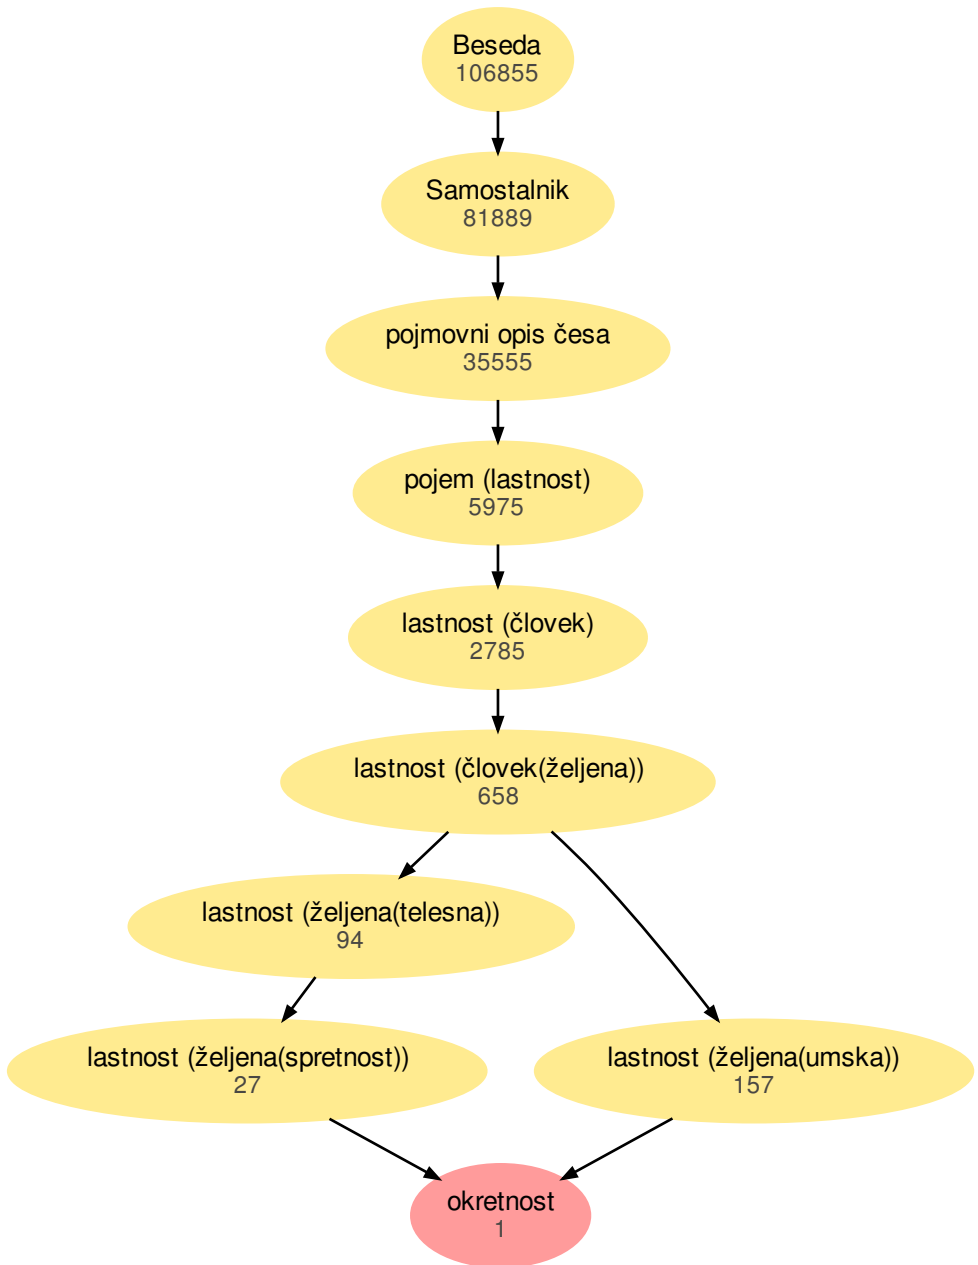 Beseda
106855
Samostalnik
81889
pojmovni opis česa
35555
pojem (lastnost)
5975
lastnost (človek)
2785
lastnost (človek(željena))
658
lastnost (željena(telesna))
94
lastnost (željena(spretnost))
27
lastnost (željena(umska))
157
okretnost
1